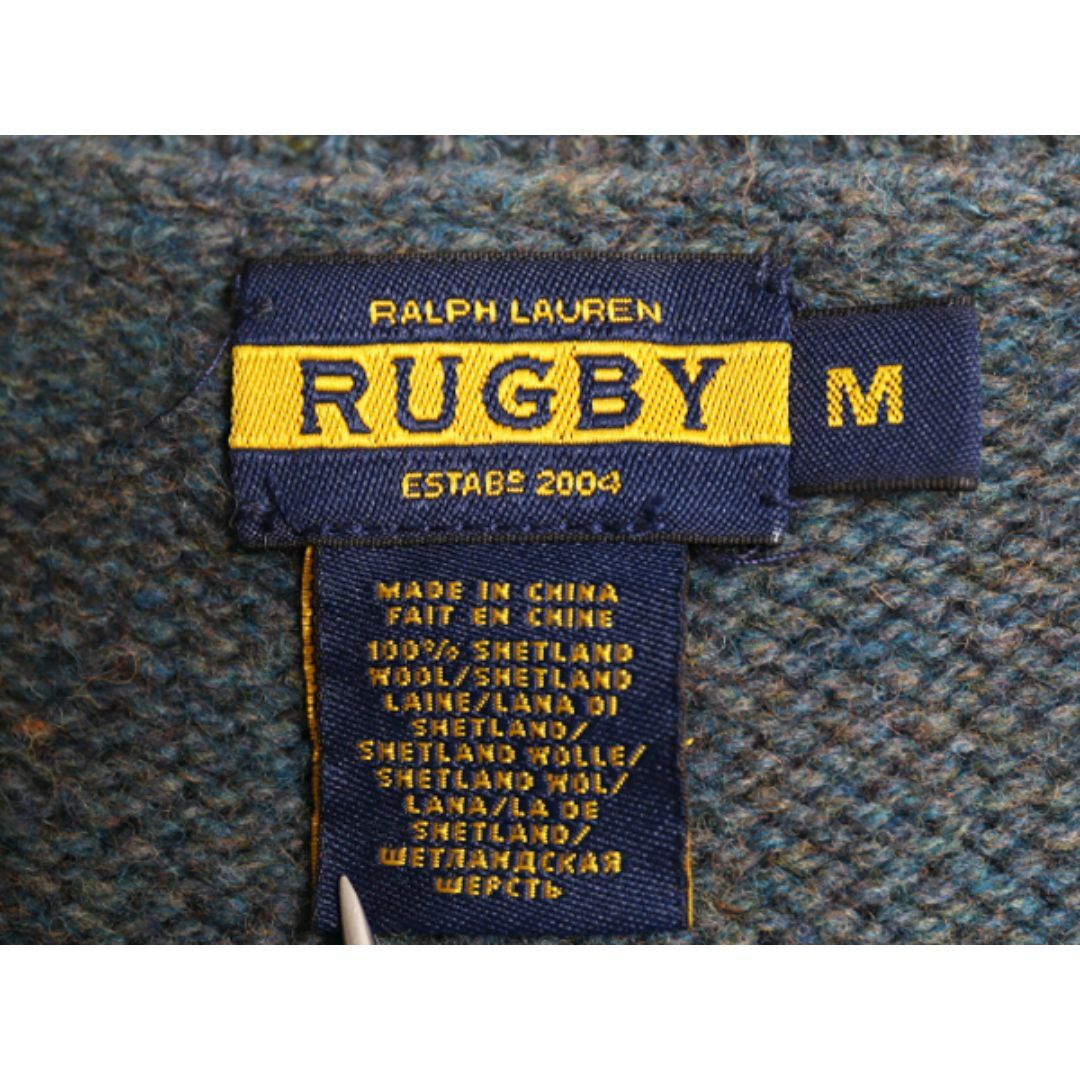 RALPH LAUREN
RUGBY
ESTABD 2004
M
MADE IN CHINA
FAIT EN CHINE
100% SHETLAND
WOOL/SHETLAND
LAINE/LANA DI
SHETLAND/
SHETLAND WOLLE/
SHETLAND WOL/
LANA/LA DE
SHETLAND/
ШЕТЛАНДСКАЯ
ШЕРСТЬ